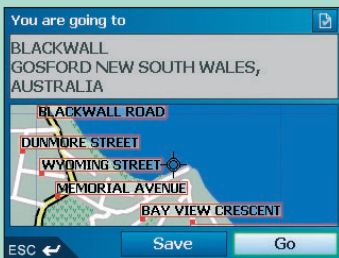 You are going to
BLACKWALL
GOSFORD NEW SOUTH WALES,
AUSTRALIA
BLACKWALL ROAD
DUNMORE STREET
WYOMING STREET
MEMORIAL AVENUE
BAY VIEW CRESCENT
ESC
Save
Go